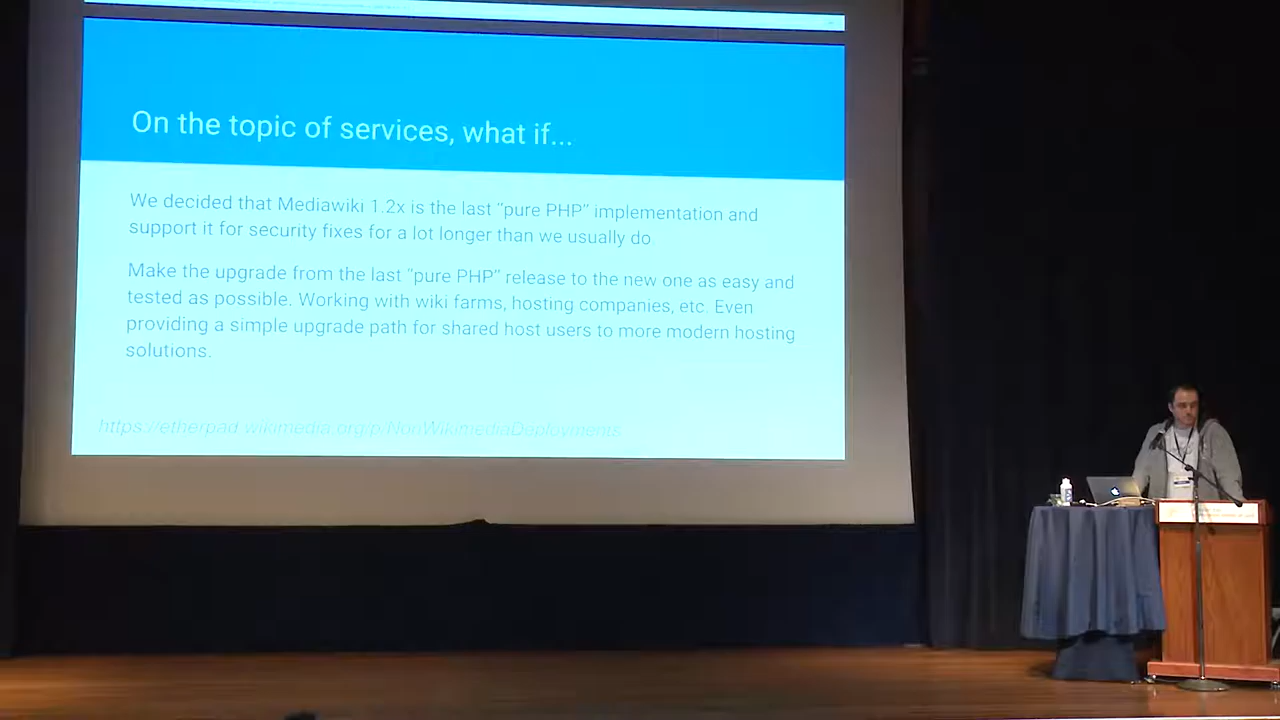 On the topic of services, what if...
We decided that Mediawiki 1.2x is the last “pure PHP” implementation and
support it for security fixes for a lot longer than we usually do
Make the upgrade from the last “pure PHP” release to the new one as easy and
tested as possible. Working with wiki farms, hosting companies, etc. Even
providing a simple upgrade path for shared host users to more modern hosting
solutions.
https://etherpad.wikimedia.org/p/NonWikimediaDeployments